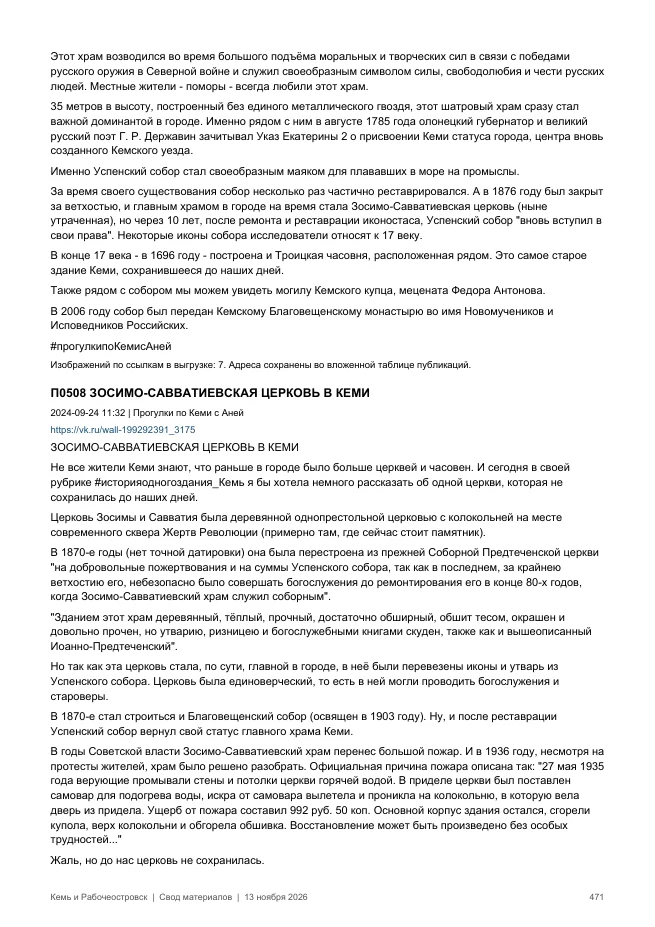 Этот храм возводился во время большого подъёма моральных и творческих сил в связи с победами
русского оружия в Северной войне и служил своеобразным символом силы, свободолюбия и чести русских
людей. Местные жители - поморы - всегда любили этот храм.
35 метров в высоту, построенный без единого металлического гвоздя, этот шатровый храм сразу стал
важной доминантой в городе. Именно рядом с ним в августе 1785 года олонецкий губернатор и великий
русский поэт Г. Р. Державин зачитывал Указ Екатерины 2 о присвоении Кеми статуса города, центра вновь
созданного Кемского уезда.
Именно Успенский собор стал своеобразным маяком для плававших в море на промыслы.
За время своего существования собор несколько раз частично реставрировался. А в 1876 году был закрыт
за ветхостью, и главным храмом в городе на время стала Зосимо-Савватиевская церковь (ныне
утраченная), но через 10 лет, после ремонта и реставрации иконостаса, Успенский собор "вновь вступил в
свои права". Некоторые иконы собора исследователи относят к 17 веку.
В конце 17 века - в 1696 году - построена и Троицкая часовня, расположенная рядом. Это самое старое
здание Кеми, сохранившееся до наших дней.
Также рядом с собором мы можем увидеть могилу Кемского купца, мецената Федора Антонова.
В 2006 году собор был передан Кемскому Благовещенскому монастырю во имя Новомучеников и
Исповедников Российских.
#прогулкипоКемисАней
Изображений по ссылкам в выгрузке: 7. Адреса сохранены во вложенной таблице публикаций.
П0508 ЗОСИМО-САВВАТИЕВСКАЯ ЦЕРКОВЬ В КЕМИ
2024-09-24 11:32 | Прогулки по Кеми с Аней
https://vk.ru/wall-199292391_3175
ЗОСИМО-САВВАТИЕВСКАЯ ЦЕРКОВЬ В КЕМИ
Не все жители Кеми знают, что раньше в городе было больше церквей и часовен. И сегодня в своей
рубрике #историяодногоздания_Кемь я бы хотела немного рассказать об одной церкви, которая не
сохранилась до наших дней.
Церковь Зосимы и Савватия была деревянной однопрестольной церковью с колокольней на месте
современного сквера Жертв Революции (примерно там, где сейчас стоит памятник).
В 1870-е годы (нет точной датировки) она была перестроена из прежней Соборной Предтеченской церкви
"на добровольные пожертвования и на суммы Успенского собора, так как в последнем, за крайнею
ветхостию его, небезопасно было совершать богослужения до ремонтирования его в конце 80-х годов,
когда Зосимо-Савватиевский храм служил соборным".
"Зданием этот храм деревянный, тёплый, прочный, достаточно обширный, обшит тесом, окрашен и
довольно прочен, но утварию, ризницею и богослужебными книгами скуден, также как и вышеописанный
Иоанно-Предтеченский".
Но так как эта церковь стала, по сути, главной в городе, в неё были перевезены иконы и утварь из
Успенского собора. Церковь была единоверческий, то есть в ней могли проводить богослужения и
староверы.
В 1870-е стал строиться и Благовещенский собор (освящен в 1903 году). Ну, и после реставрации
Успенский собор вернул свой статус главного храма Кеми.
В годы Советской власти Зосимо-Савватиевский храм перенес большой пожар. И в 1936 году, несмотря на
протесты жителей, храм было решено разобрать. Официальная причина пожара описана так: "27 мая 1935
года верующие промывали стены и потолки церкви горячей водой. В приделе церкви был поставлен
самовар для подогрева воды, искра от самовара вылетела и проникла на колокольню, в которую вела
дверь из придела. Ущерб от пожара составил 992 руб. 50 коп. Основной корпус здания остался, сгорели
купола, верх колокольни и обгорела обшивка. Восстановление может быть произведено без особых
трудностей..."
Жаль, но до нас церковь не сохранилась.
Кемь и Рабочеостровск | Свод материалов | 13 ноября 2026
471